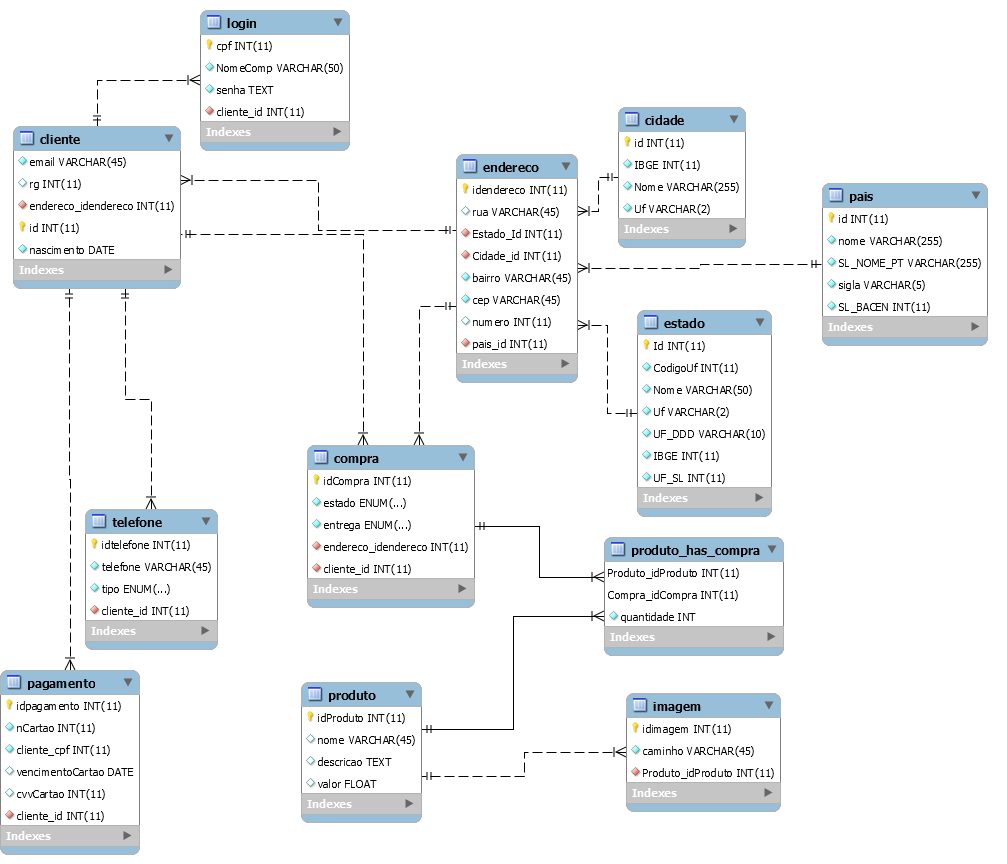 login
cpf INT(11)
NomeComp VARCHAR(50)
senha TEXT
cliente_id INT(11)
Indexes
cliente
email VARCHAR(45)
rg INT(11)
endereco_idendereco INT(11)
id INT(11)
nascimento DATE
Indexes
endereco
idendereco INT(11)
rua VARCHAR(45)
Estado_Id INT(11)
Cidade_id INT(11)
bairro VARCHAR(45)
cep VARCHAR(45)
numero INT(11)
pais_id INT(11)
Indexes
cidade
id INT(11)
IBGE INT(11)
Nome VARCHAR(255)
Uf VARCHAR(2)
Indexes
pais
id INT(11)
nome VARCHAR(255)
SL_NOME_PT VARCHAR(255)
sigla VARCHAR(5)
SL_BACEN INT(11)
Indexes
estado
Id INT(11)
CodigoUf INT(11)
Nome VARCHAR(50)
Uf VARCHAR(2)
UF_DDD VARCHAR(10)
IBGE INT(11)
UF_SL INT(11)
Indexes
compra
idCompra INT(11)
estado ENUM(...)
entrega ENUM(...)
endereco_idendereco INT(11)
cliente_id INT(11)
Indexes
telefone
idtelefone INT(11)
telefone VARCHAR(45)
tipo ENUM(...)
cliente_id INT(11)
Indexes
produto_has_compra
Produto_idProduto INT(11)
Compra_idCompra INT(11)
quantidade INT
Indexes
pagamento
idpagamento INT(11)
nCartao INT(11)
cliente_cpf INT(11)
vencimentoCartao DATE
cvvCartao INT(11)
cliente_id INT(11)
Indexes
produto
idProduto INT(11)
nome VARCHAR(45)
descricao TEXT
valor FLOAT
Indexes
imagem
idimagem INT(11)
caminho VARCHAR(45)
Produto_idProduto INT(11)
Indexes